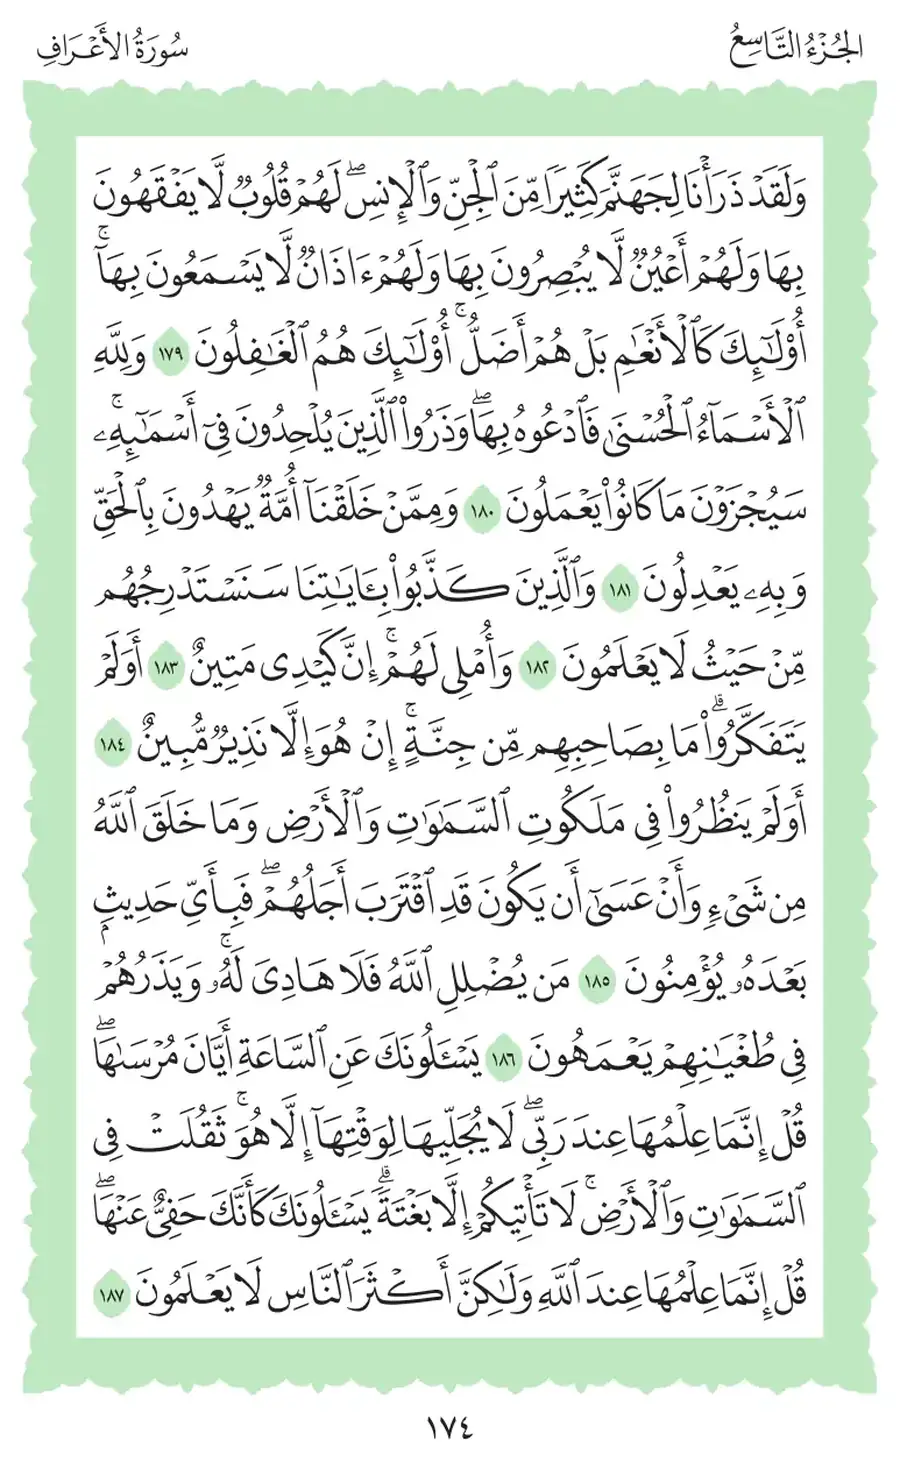 الجُزْءُ التَّاسِعُ
سُورَةُ الأَعْرَافِ
وَلَقَدْ ذَرَأْنَا لِجَهَنَّمَ كَثِيرًا مِّنَ ٱلْجِنِّ وَٱلْإِنسِ ۖ لَهُمْ قُلُوبٌ لَّا يَفْقَهُونَ
بِهَا وَلَهُمْ أَعْيُنٌ لَّا يُبْصِرُونَ بِهَا وَلَهُمْ ءَاذَانٌ لَّا يَسْمَعُونَ بِهَآ ۚ
أُو۟لَـٰٓئِكَ كَٱلْأَنْعَـٰمِ بَلْ هُمْ أَضَلُّ ۚ أُو۟لَـٰٓئِكَ هُمُ ٱلْغَـٰفِلُونَ ١٧٩ وَلِلَّهِ
ٱلْأَسْمَآءُ ٱلْحُسْنَىٰ فَٱدْعُوهُ بِهَا ۖ وَذَرُوا۟ ٱلَّذِينَ يُلْحِدُونَ فِىٓ أَسْمَـٰٓئِهِۦ ۚ
سَيُجْزَوْنَ مَا كَانُوا۟ يَعْمَلُونَ ١٨٠ وَمِمَّنْ خَلَقْنَآ أُمَّةٌ يَهْدُونَ بِٱلْحَقِّ
وَبِهِۦ يَعْدِلُونَ ١٨١ وَٱلَّذِينَ كَذَّبُوا۟ بِـَٔايَـٰتِنَا سَنَسْتَدْرِجُهُم
مِّنْ حَيْثُ لَا يَعْلَمُونَ ١٨٢ وَأُمْلِى لَهُمْ ۚ إِنَّ كَيْدِى مَتِينٌ ١٨٣ أَوَلَمْ
يَتَفَكَّرُوا۟ ۗ مَا بِصَاحِبِهِم مِّن جِنَّةٍ ۚ إِنْ هُوَ إِلَّا نَذِيرٌ مُّبِينٌ ١٨٤
أَوَلَمْ يَنظُرُوا۟ فِى مَلَكُوتِ ٱلسَّمَـٰوَٰتِ وَٱلْأَرْضِ وَمَا خَلَقَ ٱللَّهُ
مِن شَىْءٍ وَأَنْ عَسَىٰٓ أَن يَكُونَ قَدِ ٱقْتَرَبَ أَجَلُهُمْ ۖ فَبِأَىِّ حَدِيثٍۭ
بَعْدَهُۥ يُؤْمِنُونَ ١٨٥ مَن يُضْلِلِ ٱللَّهُ فَلَا هَادِىَ لَهُۥ ۚ وَيَذَرُهُمْ
فِى طُغْيَـٰنِهِمْ يَعْمَهُونَ ١٨٦ يَسْـَٔلُونَكَ عَنِ ٱلسَّاعَةِ أَيَّانَ مُرْسَىٰهَا ۖ
قُلْ إِنَّمَا عِلْمُهَا عِندَ رَبِّى ۖ لَا يُجَلِّيهَا لِوَقْتِهَآ إِلَّا هُوَ ۚ ثَقُلَتْ فِى
ٱلسَّمَـٰوَٰتِ وَٱلْأَرْضِ ۚ لَا تَأْتِيكُمْ إِلَّا بَغْتَةً ۗ يَسْـَٔلُونَكَ كَأَنَّكَ حَفِىٌّ عَنْهَا ۖ
قُلْ إِنَّمَا عِلْمُهَا عِندَ ٱللَّهِ وَلَـٰكِنَّ أَكْثَرَ ٱلنَّاسِ لَا يَعْلَمُونَ ١٨٧
١٧٤